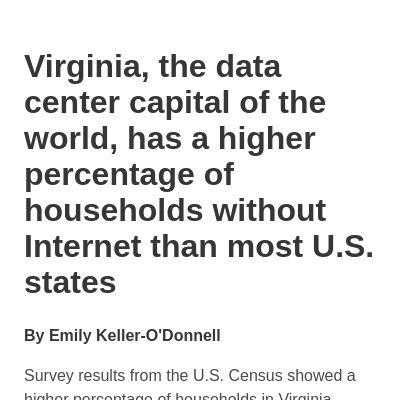 Virginia, the data
center capital of the
world, has a higher
percentage of
households without
Internet than most U.S.
states
By Emily Keller-O'Donnell
Survey results from the U.S. Census showed a
higher percentage of households in Virginia